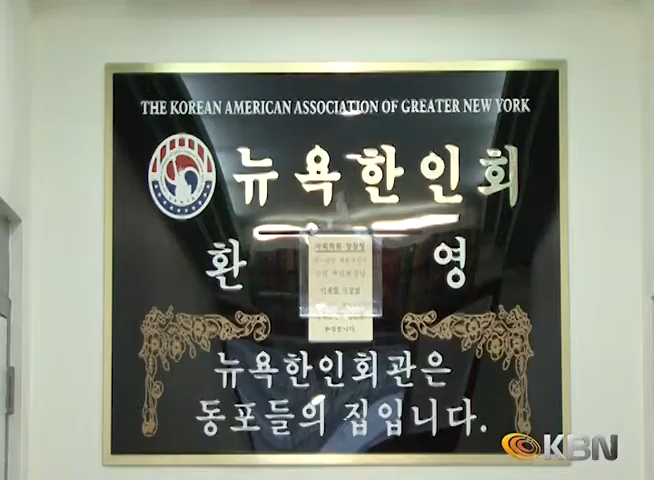 THE KOREAN AMERICAN ASSOCIATION OF GREATER NEW YORK
뉴욕한인회
환 영
뉴욕한인회관은
동포들의 집입니다.
KBN